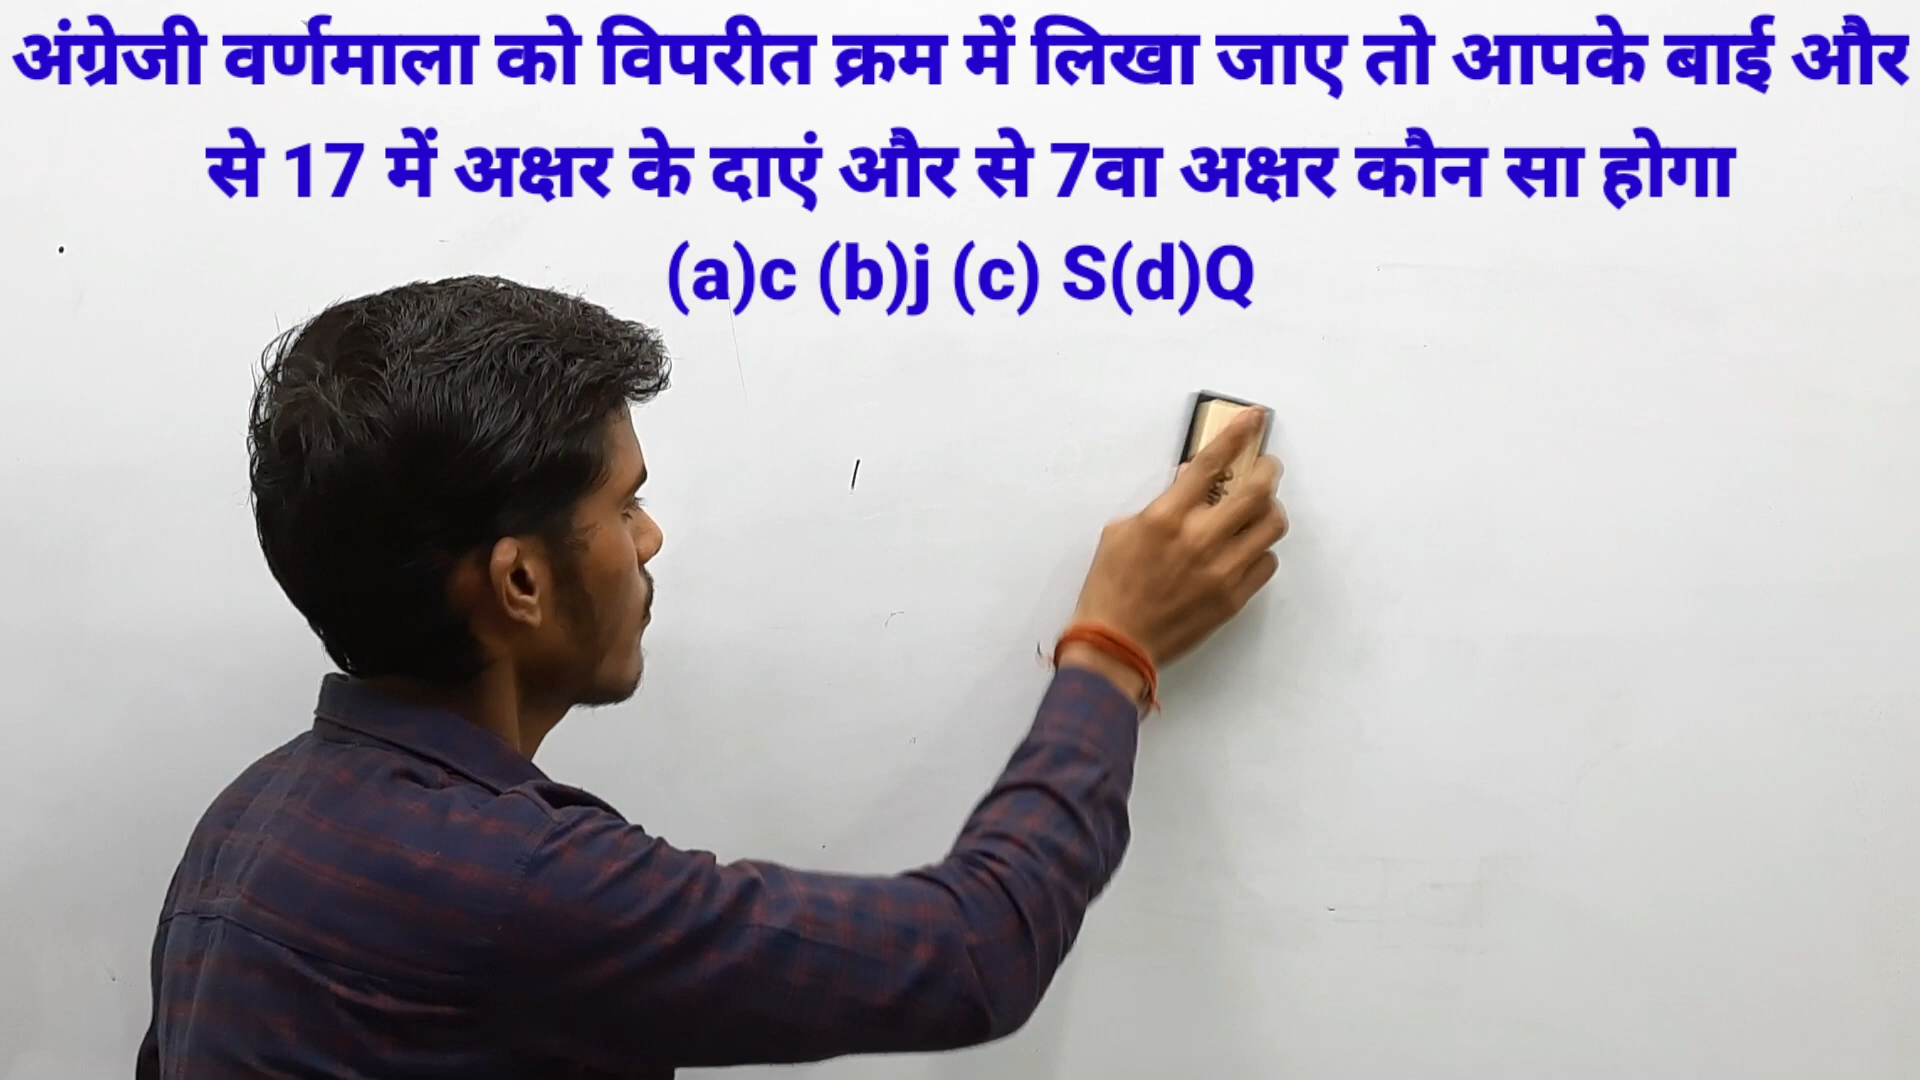 अंग्रेजी वर्णमाला को विपरीत क्रम में लिखा जाए तो आपके बाई और
से 17 में अक्षर के दाएं और से 7वा अक्षर कौन सा होगा
(a)c (b)j (c) S(d)Q